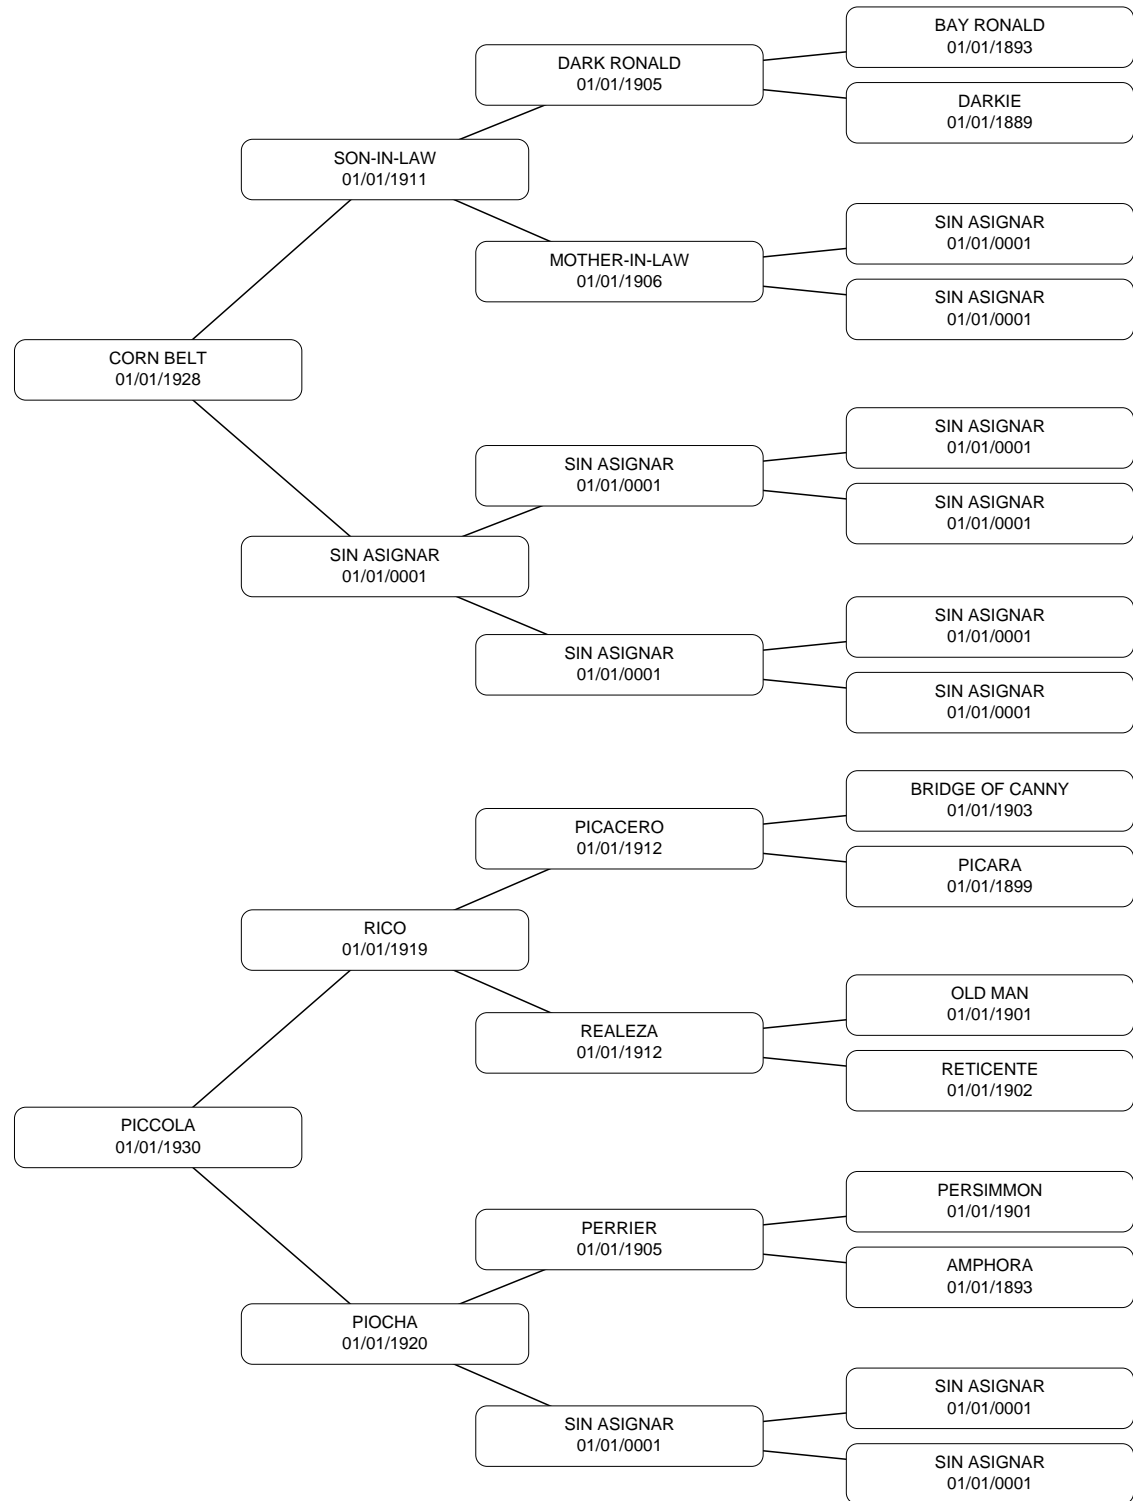 BAY RONALD
01/01/1893
DARK RONALD
01/01/1905
DARKIE
01/01/1889
SON-IN-LAW
01/01/1911
SIN ASIGNAR
01/01/0001
MOTHER-IN-LAW
01/01/1906
SIN ASIGNAR
01/01/0001
CORN BELT
01/01/1928
SIN ASIGNAR
01/01/0001
SIN ASIGNAR
01/01/0001
SIN ASIGNAR
01/01/0001
SIN ASIGNAR
01/01/0001
SIN ASIGNAR
01/01/0001
SIN ASIGNAR
01/01/0001
SIN ASIGNAR
01/01/0001
BRIDGE OF CANNY
01/01/1903
PICACERO
01/01/1912
PICARA
01/01/1899
RICO
01/01/1919
OLD MAN
01/01/1901
REALEZA
01/01/1912
RETICENTE
01/01/1902
PICCOLA
01/01/1930
PERSIMMON
01/01/1901
PERRIER
01/01/1905
AMPHORA
01/01/1893
PIOCHA
01/01/1920
SIN ASIGNAR
01/01/0001
SIN ASIGNAR
01/01/0001
SIN ASIGNAR
01/01/0001